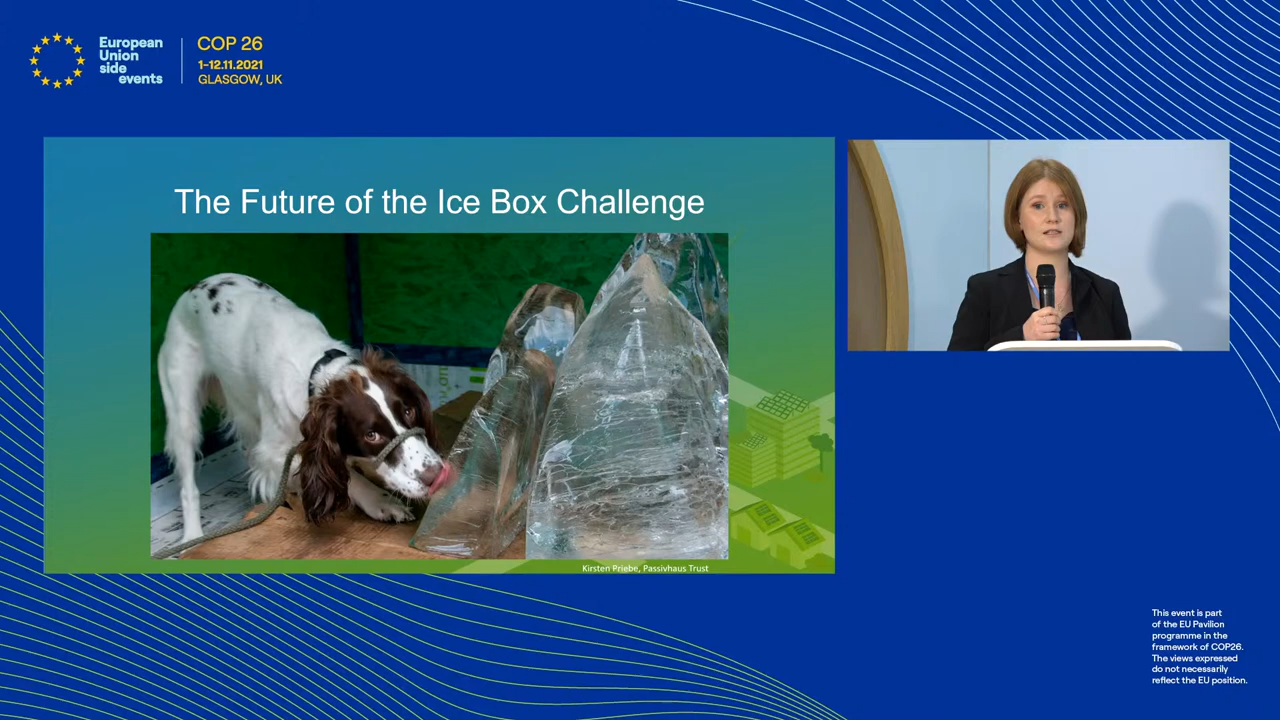 European
Union
side
events
COP 26
1-12.11.2021
GLASGOW, UK
The Future of the Ice Box Challenge
Kirsten Priebe, Passivhaus Trust
This event is part
of the EU Pavilion
programme in the
framework of COP26.
The views expressed
do not necessarily
reflect the EU position.